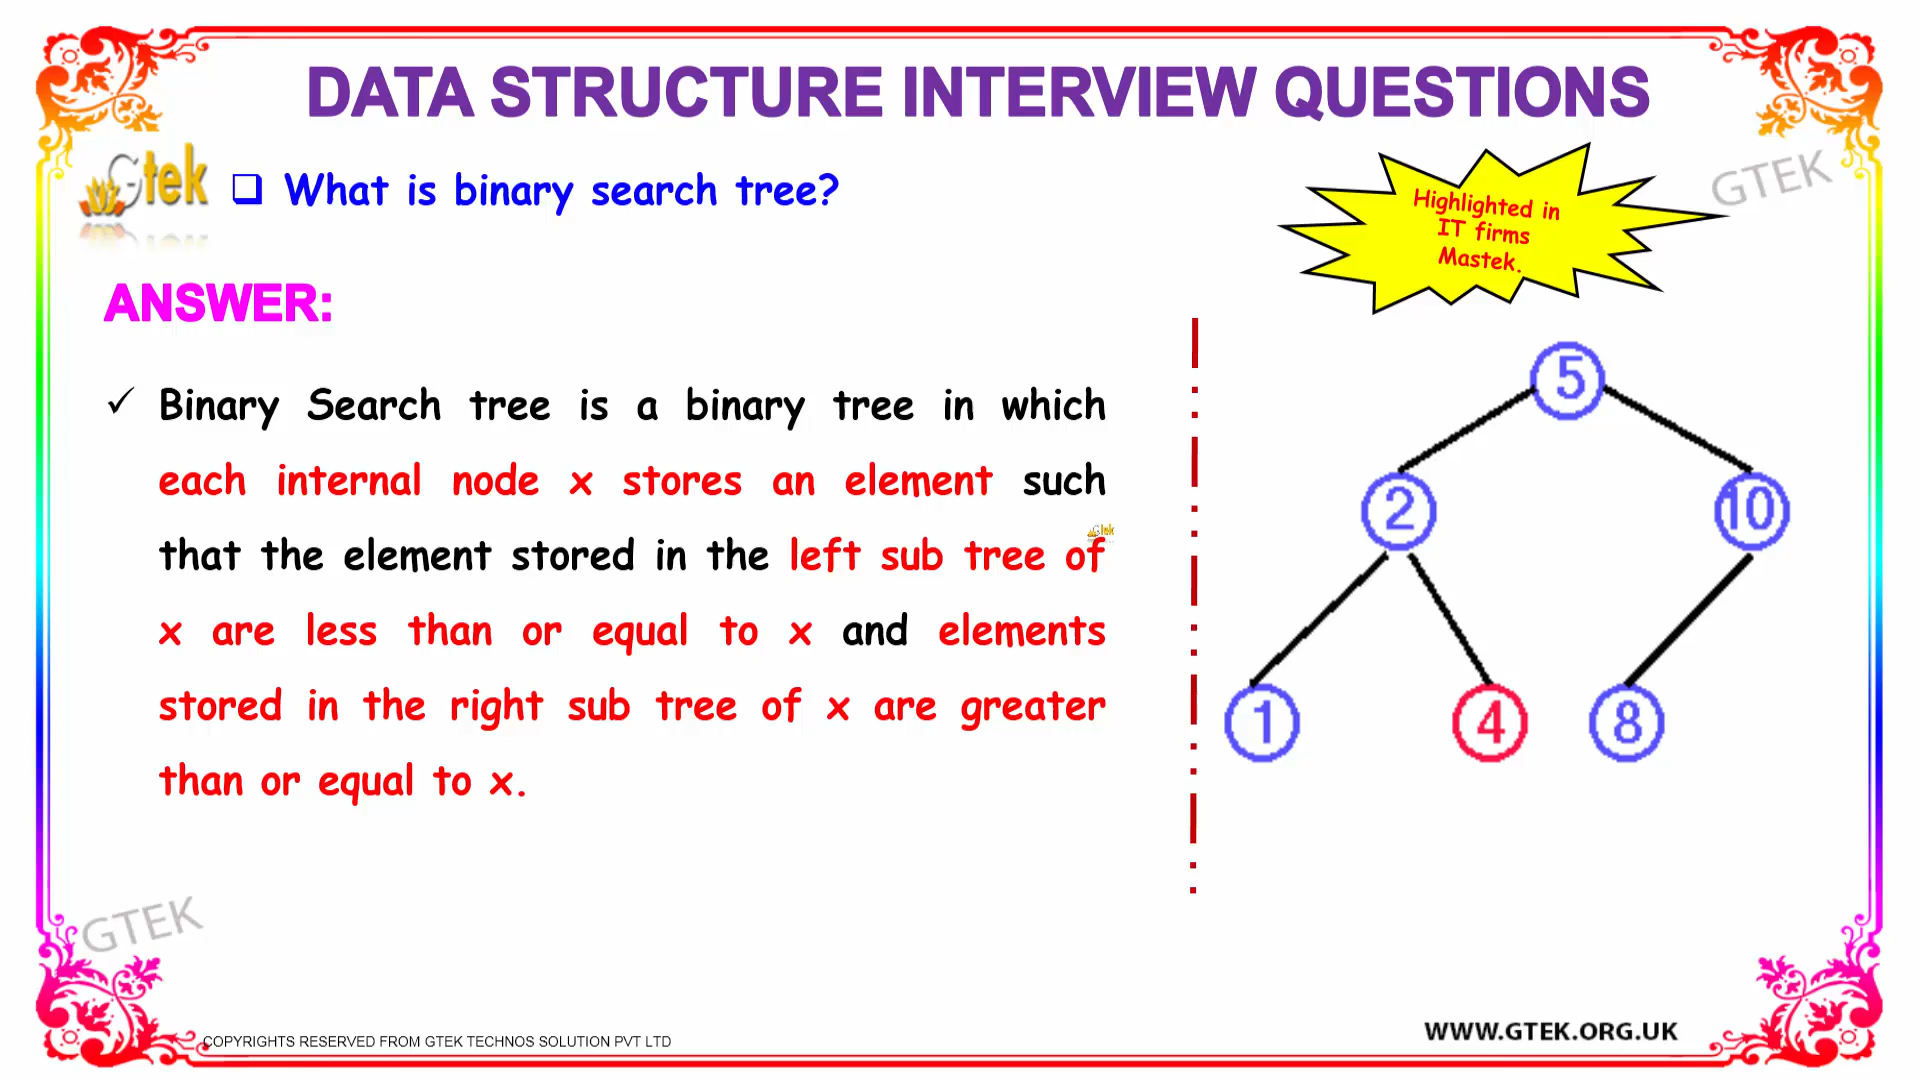 DATA STRUCTURE INTERVIEW QUESTIONS
Gtek
What is binary search tree?
Highlighted in
IT firms
Mastek.
GTEK
ANSWER:
Binary Search tree is a binary tree in which
each internal node x stores an element such
that the element stored in the left sub tree of
x are less than or equal to x and elements
stored in the right sub tree of x are greater
than or equal to x.
Gtek
5
2
10
1
4
8
GTEK
COPYRIGHTS RESERVED FROM GTEK TECHNOS SOLUTION PVT LTD
WWW.GTEK.ORG.UK